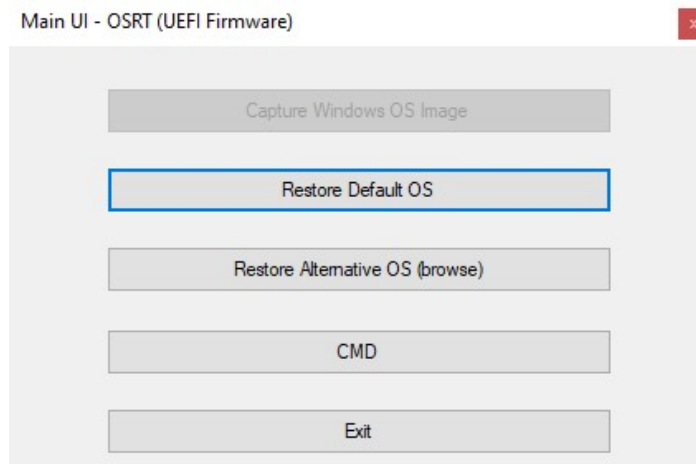 Main UI - OSRT (UEFI Firmware)
x
Capture Windows OS Image
Restore Default OS
Restore Alternative OS (browse)
CMD
Exit